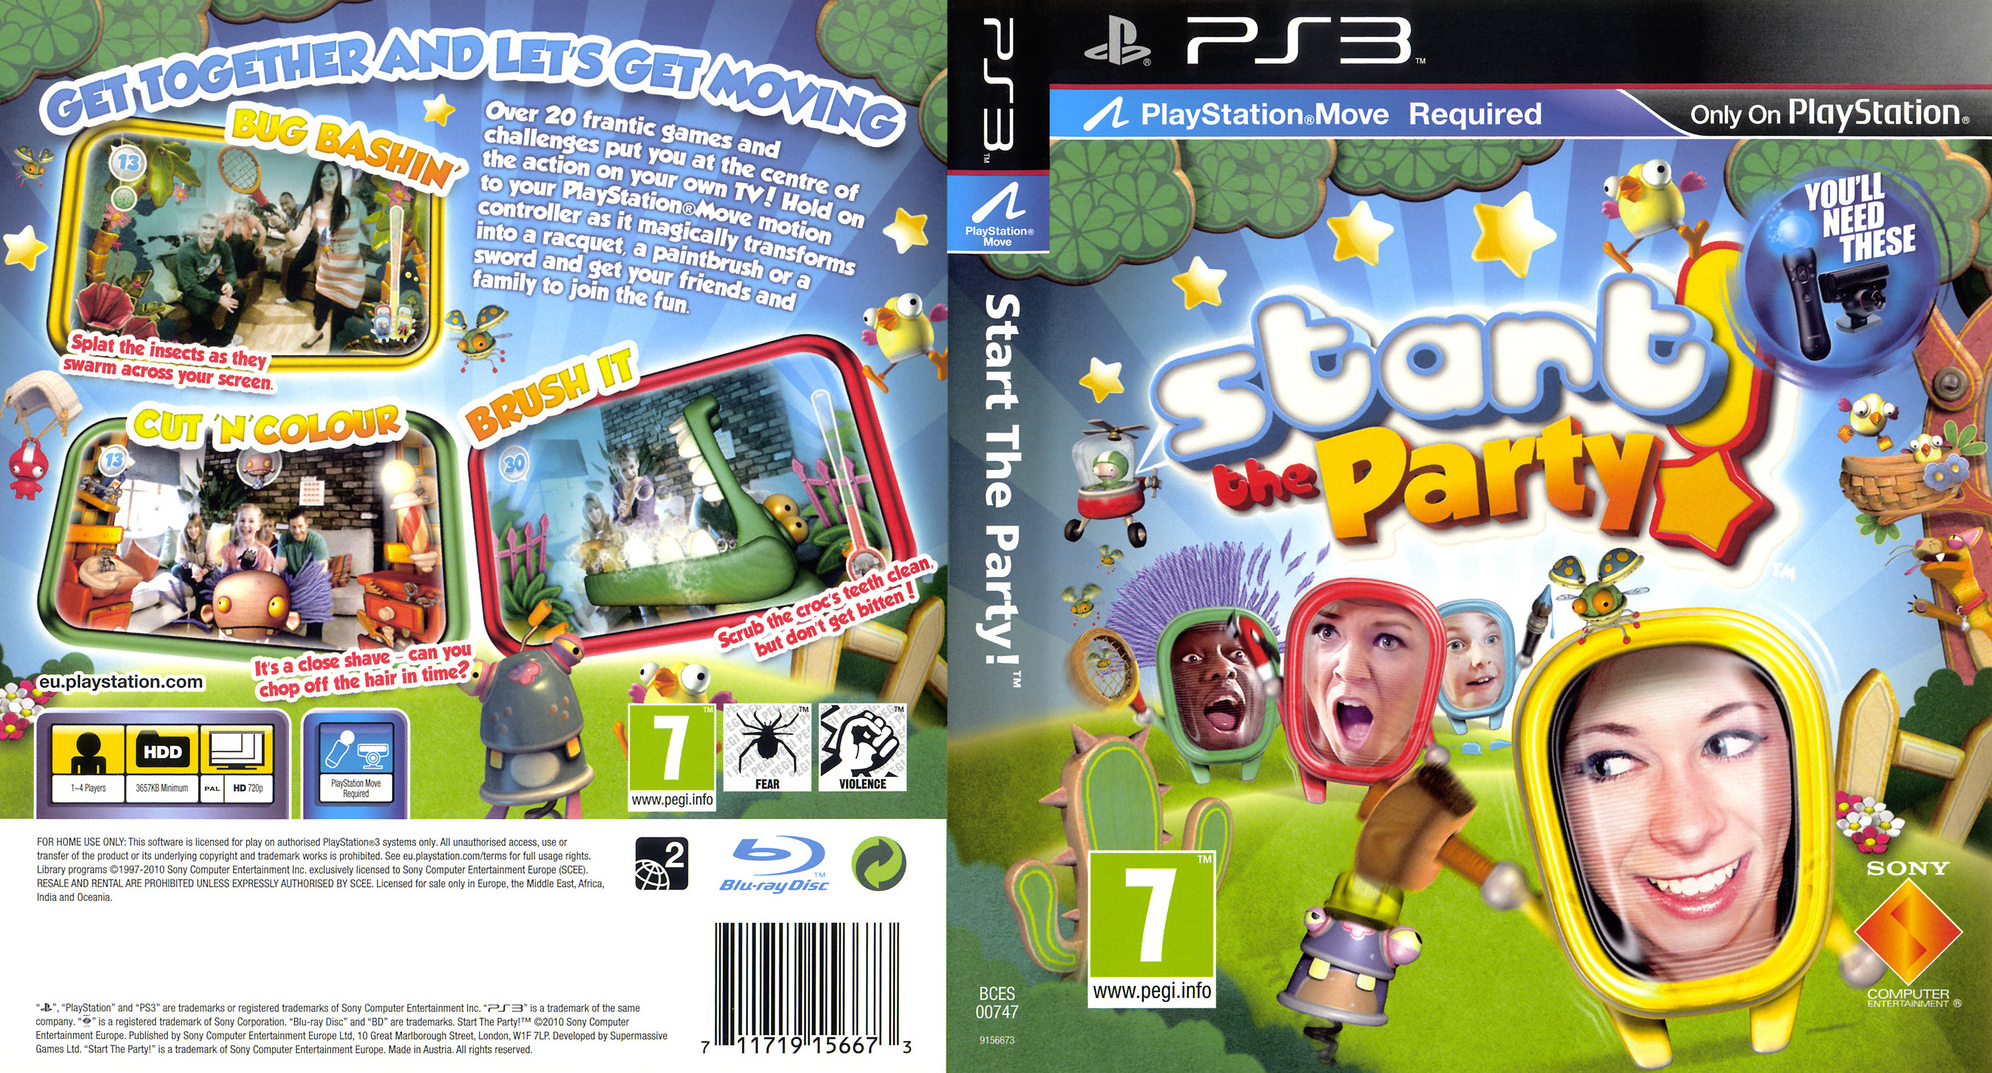 GET TOGETHER AND LET'S GET MOVING
BUG BASHIN'
13
Splat the insects as they
swarm across your screen.
Over 20 frantic games and
challenges put you at the centre of
the action on your own TV! Hold on
to your PlayStation®Move motion
controller as it magically transforms
into a racquet, a paintbrush or a
sword and get your friends and
family to join the fun.
CUT 'N' COLOUR
13
It's a close shave – can you
chop off the hair in time?
BRUSH IT
30
Scrub the croc's teeth clean,
but don't get bitten!
eu.playstation.com
1~4 Players
HDD
3657KB Minimum
PAL
HD 720p
PlayStation Move
Required
7
™
www.pegi.info
FEAR
VIOLENCE
FOR HOME USE ONLY: This software is licensed for play on authorised PlayStation®3 systems only. All unauthorised access, use or
transfer of the product or its underlying copyright and trademark works is prohibited. See eu.playstation.com/terms for full usage rights.
Library programs ©1997-2010 Sony Computer Entertainment Inc. exclusively licensed to Sony Computer Entertainment Europe (SCEE).
RESALE AND RENTAL ARE PROHIBITED UNLESS EXPRESSLY AUTHORISED BY SCEE. Licensed for sale only in Europe, the Middle East, Africa,
India and Oceania.
2
Blu-ray Disc™
"", "PlayStation" and "PS3" are trademarks or registered trademarks of Sony Computer Entertainment Inc. "PS3" is a trademark of the same
company. "" is a registered trademark of Sony Corporation. "Blu-ray Disc" and "BD" are trademarks. Start The Party!™ ©2010 Sony Computer
Entertainment Europe. Published by Sony Computer Entertainment Europe Ltd, 10 Great Marlborough Street, London, W1F 7LP. Developed by Supermassive
Games Ltd. "Start The Party!" is a trademark of Sony Computer Entertainment Europe. Made in Austria. All rights reserved.
7 11719 15667 3
PS3™
PlayStation®
Move
Start The Party!™
BCES
00747
9156673
PS3™
PlayStation®Move Required
Only On PlayStation®
YOU'LL
NEED
THESE
start
the Party!
™
7
™
www.pegi.info
SONY
COMPUTER
ENTERTAINMENT ®